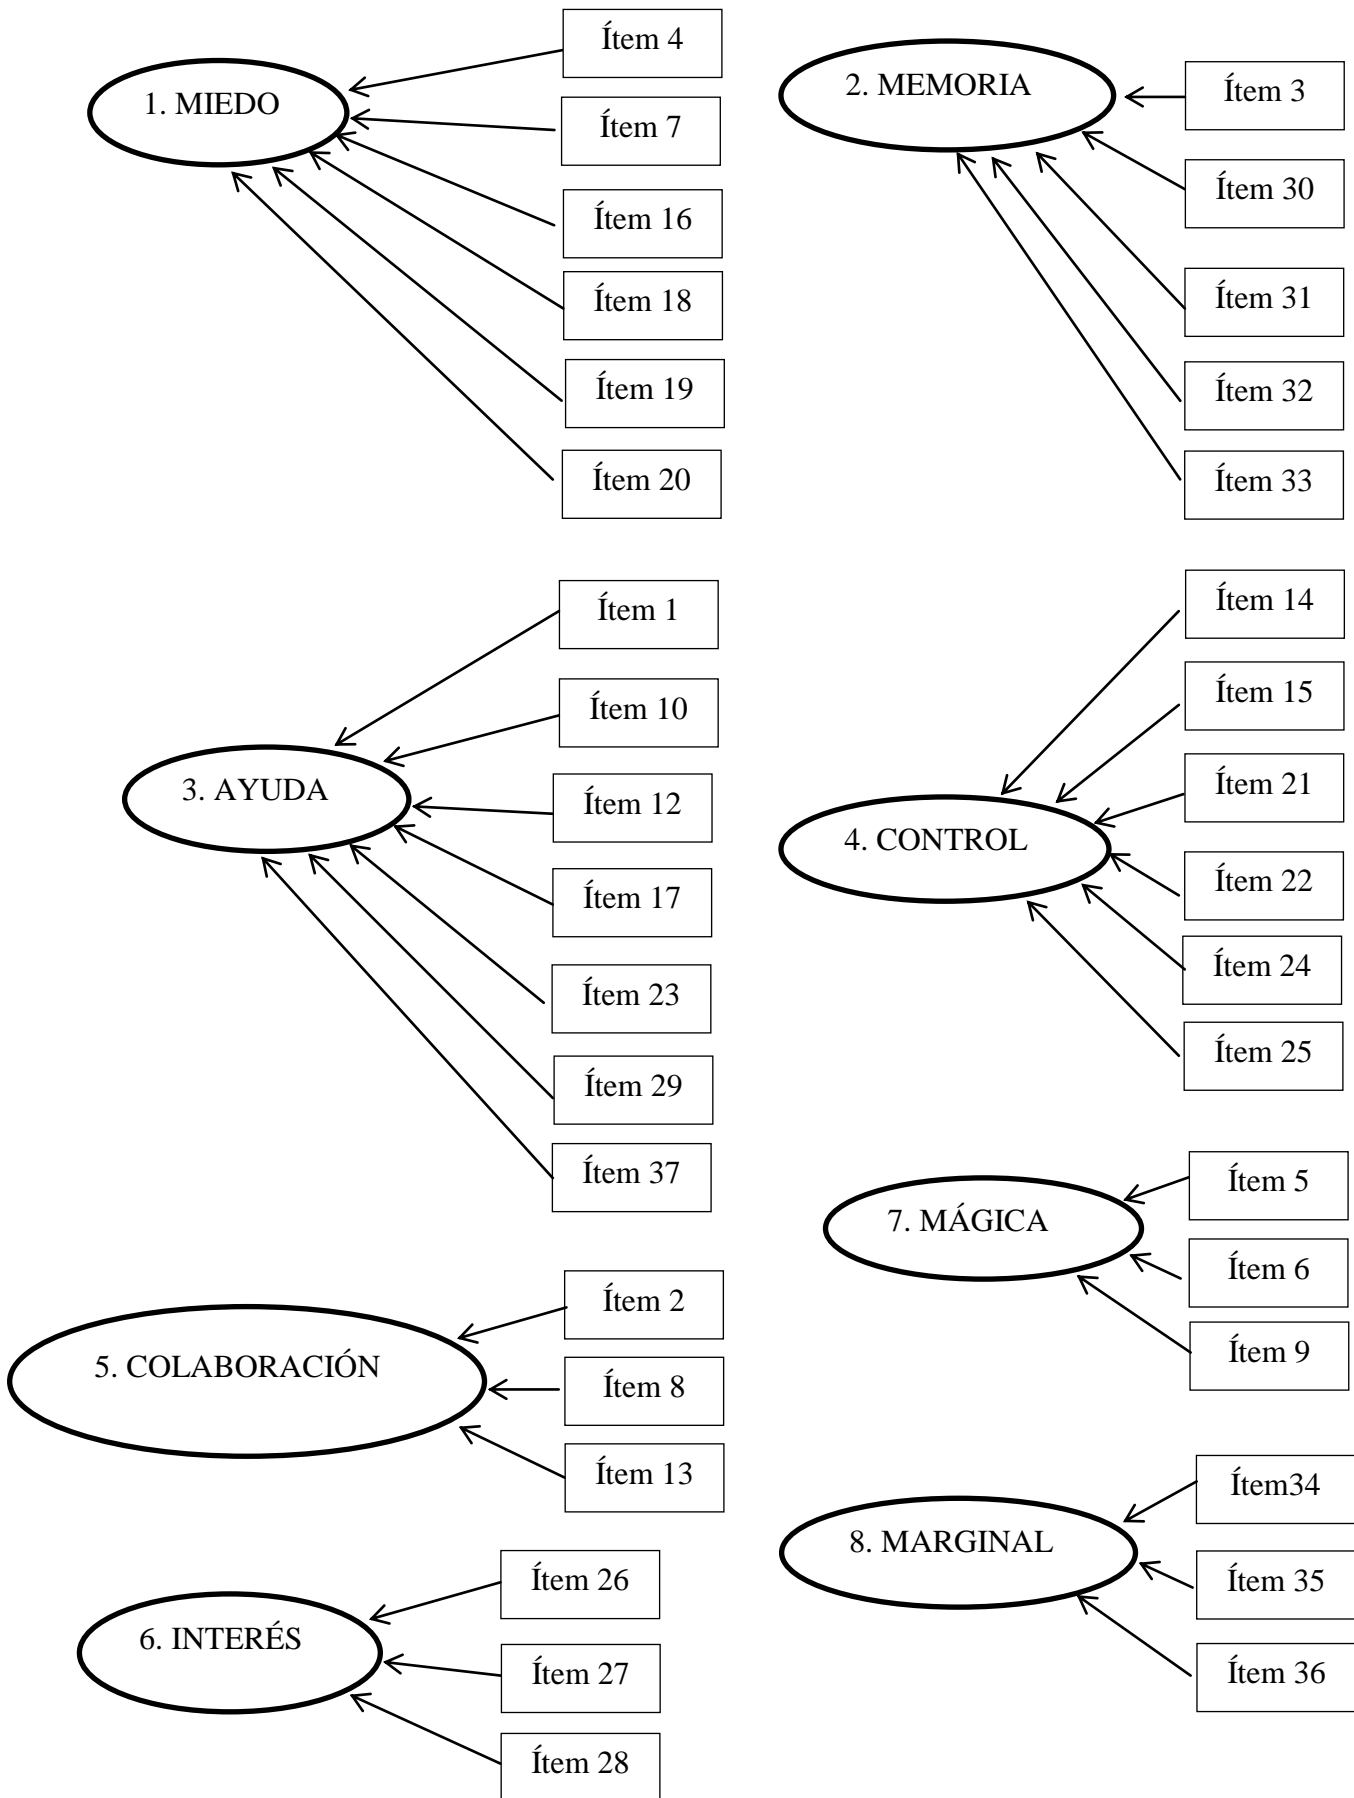 1. MIEDO
Ítem 4
Ítem 7
Ítem 16
Ítem 18
Ítem 19
Ítem 20
2. MEMORIA
Ítem 3
Ítem 30
Ítem 31
Ítem 32
Ítem 33
3. AYUDA
Ítem 1
Ítem 10
Ítem 12
Ítem 17
Ítem 23
Ítem 29
Ítem 37
4. CONTROL
Ítem 14
Ítem 15
Ítem 21
Ítem 22
Ítem 24
Ítem 25
5. COLABORACIÓN
Ítem 2
Ítem 8
Ítem 13
7. MÁGICA
Ítem 5
Ítem 6
Ítem 9
6. INTERÉS
Ítem 26
Ítem 27
Ítem 28
8. MARGINAL
Ítem34
Ítem 35
Ítem 36